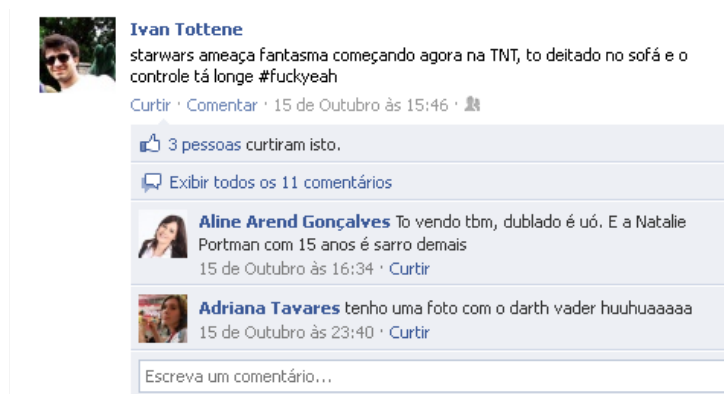 Ivan Tottene
starwars ameaça fantasma começando agora na TNT, to deitado no sofá e o
controle tá longe #fuckyeah
Curtir · Comentar · 15 de Outubro às 15:46 ·
3 pessoas curtiram isto.
Exibir todos os 11 comentários
Aline Arend Gonçalves To vendo tbm, dublado é uó. E a Natalie
Portman com 15 anos é sarro demais
15 de Outubro às 16:34 · Curtir
Adriana Tavares tenho uma foto com o darth vader huuhuaaaaa
15 de Outubro às 23:40 · Curtir
Escreva um comentário...